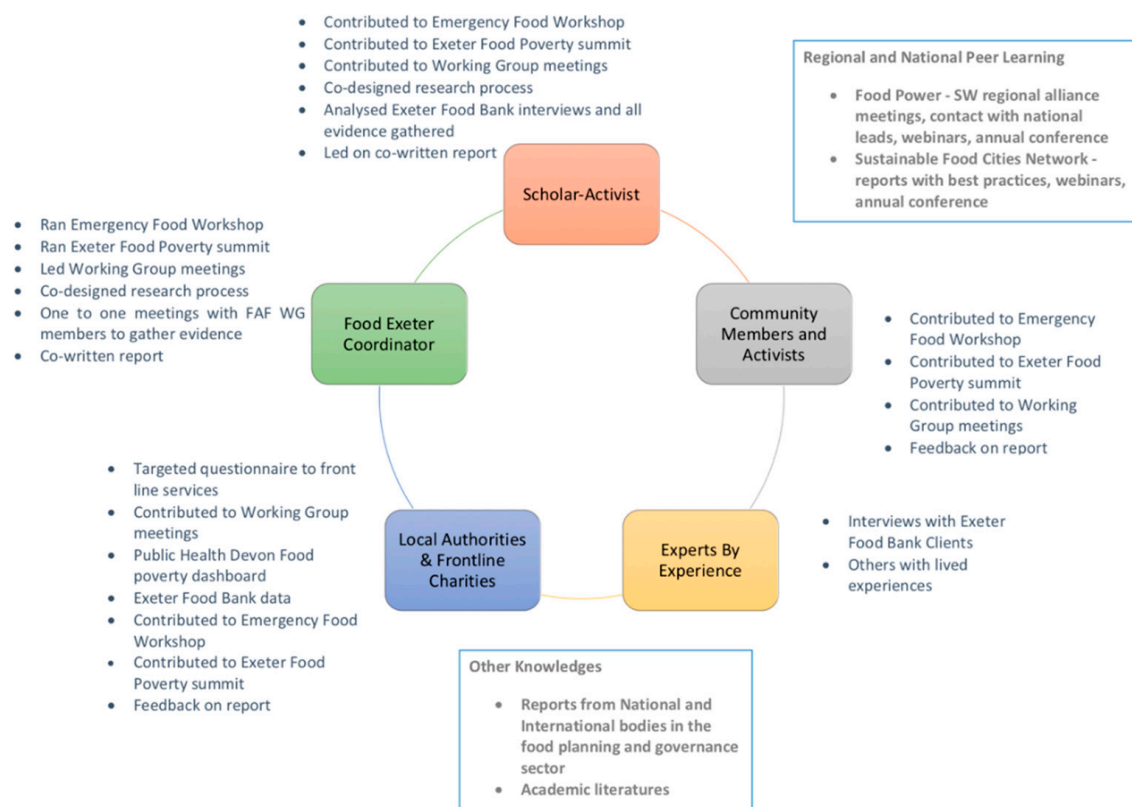 • Contributed to Emergency Food Workshop
• Contributed to Exeter Food Poverty summit
• Contributed to Working Group meetings
• Co-designed research process
• Analysed Exeter Food Bank interviews and all
evidence gathered
• Led on co-written report
Scholar-Activist
Regional and National Peer Learning
• Food Power - SW regional alliance
meetings, contact with national
leads, webinars, annual conference
• Sustainable Food Cities Network -
reports with best practices, webinars,
annual conference
• Ran Emergency Food Workshop
• Ran Exeter Food Poverty summit
• Led Working Group meetings
• Co-designed research process
• One to one meetings with FAF WG
members to gather evidence
• Co-written report
Food Exeter
Coordinator
Community
Members and
Activists
• Contributed to Emergency
Food Workshop
• Contributed to Exeter Food
Poverty summit
• Contributed to Working
Group meetings
• Feedback on report
• Targeted questionnaire to front
line services
• Contributed to Working Group
meetings
• Public Health Devon Food
poverty dashboard
• Exeter Food Bank data
• Contributed to Emergency Food
Workshop
• Contributed to Exeter Food
Poverty summit
• Feedback on report
Local Authorities
& Frontline
Charities
Experts By
Experience
• Interviews with Exeter
Food Bank Clients
• Others with lived
experiences
Other Knowledges
• Reports from National and
International bodies in the
food planning and governance
sector
• Academic literatures